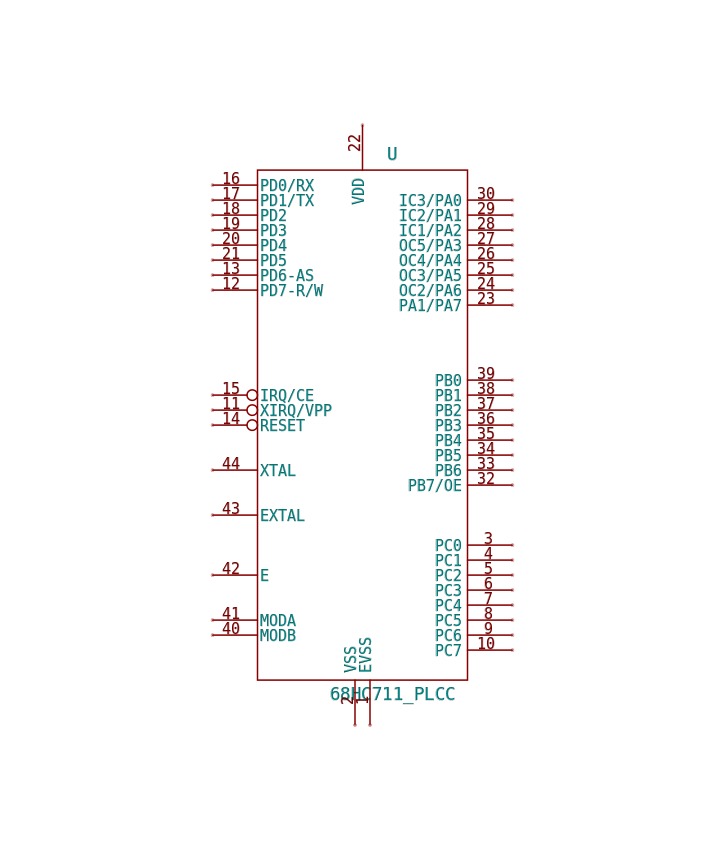 22
U
VDD
16 PD0/RX
17 PD1/TX
18 PD2
19 PD3
20 PD4
21 PD5
13 PD6-AS
12 PD7-R/W
IC3/PA0 30
IC2/PA1 29
IC1/PA2 28
OC5/PA3 27
OC4/PA4 26
OC3/PA5 25
OC2/PA6 24
PA1/PA7 23
15 IRQ/CE
11 XIRQ/VPP
14 RESET
44 XTAL
43 EXTAL
42 E
41 MODA
40 MODB
PB0 39
PB1 38
PB2 37
PB3 36
PB4 35
PB5 34
PB6 33
PB7/OE 32
PC0 3
PC1 4
PC2 5
PC3 6
PC4 7
PC5 8
PC6 9
PC7 10
VSS
EVSS
68HC711_PLCC
2
1